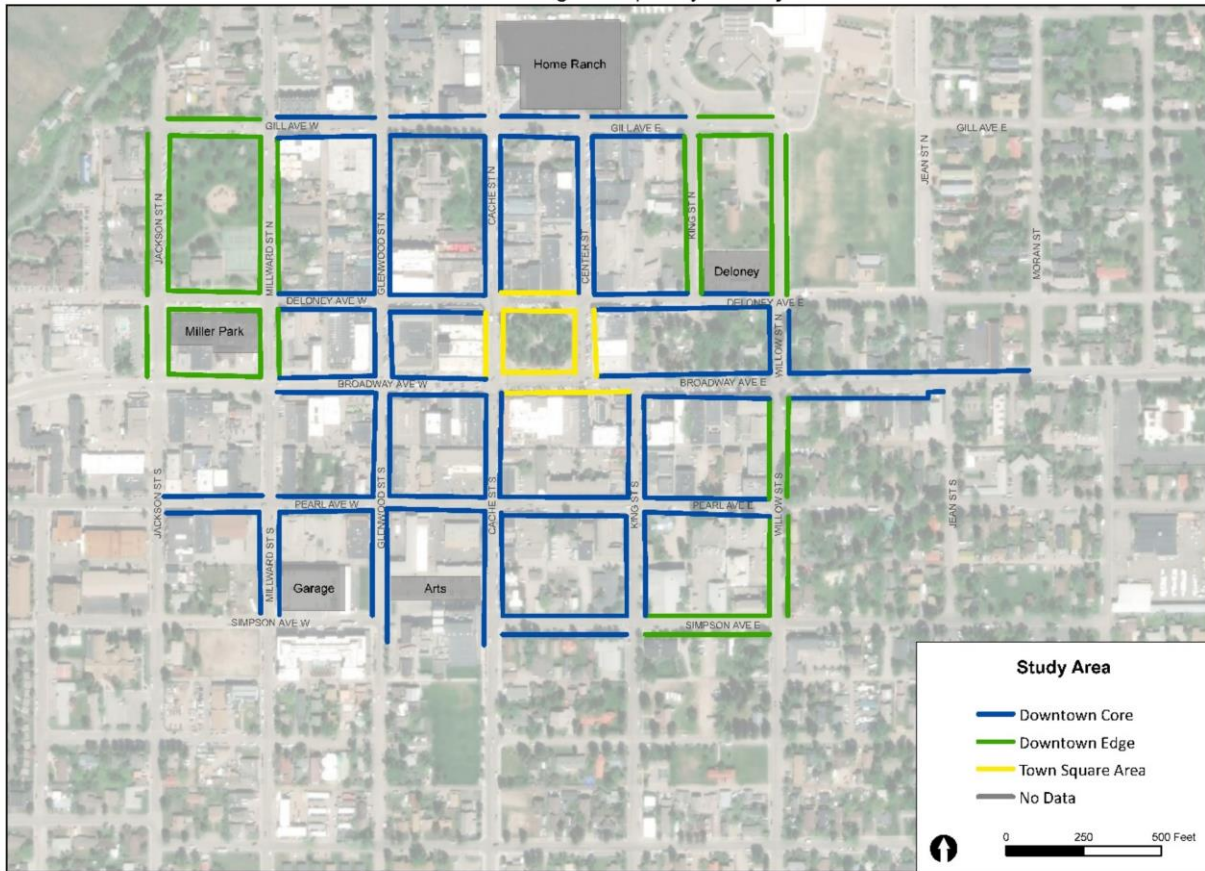 Home Ranch
GILL AVE W
GILL AVE E
GILL AVE E
JACKSON ST N
MILLWARD ST N
GLENWOOD ST N
CACHE ST N
CENTER ST
KING ST N
JEAN ST N
MORAN ST
Deloney
DELONEY AVE W
DELONEY AVE E
Miller Park
WILLOW ST N
BROADWAY AVE W
BROADWAY AVE E
JACKSON ST S
GLENWOOD ST S
CACHE ST S
KING ST S
WILLOW ST S
JEAN ST S
PEARL AVE W
PEARL AVE E
MILLWARD ST S
Garage
Arts
SIMPSON AVE W
SIMPSON AVE E
Study Area
Downtown Core
Downtown Edge
Town Square Area
No Data
0 250 500 Feet